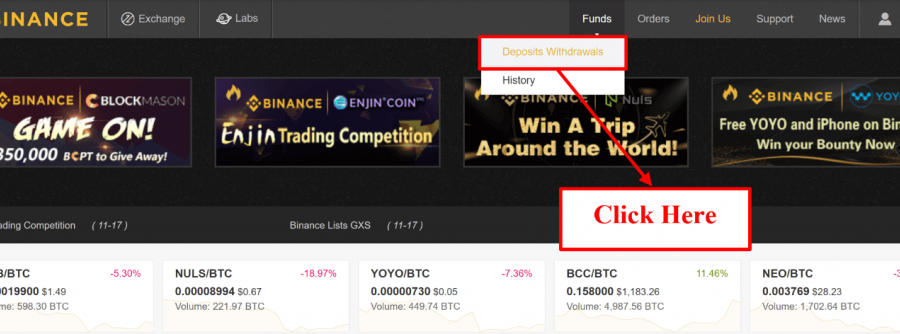 BINANCE
Exchange
Labs
Funds
Orders
Join Us
Support
News
Deposits Withdrawals
History
BINANCE
BLOCKMASON
GAME ON!
350,000 BCPT to Give Away!
BINANCE
ENJIN COIN
Enjin Trading Competition
BINANCE
Nuls
Win A Trip
Around the World!
BINANCE
YOYO
Free YOYO and iPhone on Bin
Win your Bounty Now
Click Here
ading Competition ( 11-17 )
Binance Lists GXS ( 11-17 )
/BTC -5.30%
0019900 $1.49
me: 598.30 BTC
NULS/BTC -18.97%
0.00008994 $0.67
Volume: 221.97 BTC
YOYO/BTC -7.36%
0.00000730 $0.05
Volume: 449.74 BTC
BCC/BTC 11.46%
0.158000 $1,183.26
Volume: 4,987.56 BTC
NEO/BTC
0.003769 $28.23
Volume: 1,702.64 BTC